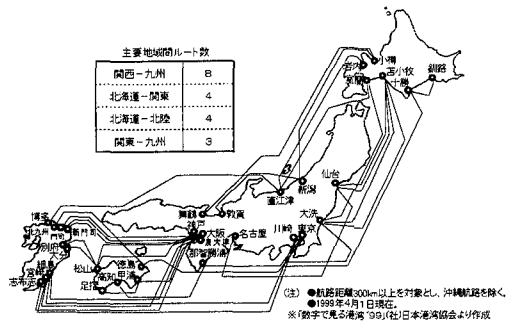 主要地域間ルート数
関西－九州 8
北海道－関東 4
北海道－北陸 4
関東－九州 3
小樽
岩内
室蘭
苫小牧
十勝
釧路
仙台
新潟
直江津
大洗
舞鶴
敦賀
神戸
大阪
泉大津
名古屋
川崎
東京
那智勝浦
博多
北九州
門司
新門司
別府
松山
高知
徳島
甲浦
足摺
細島
宮崎
志布志
(注) ●航路距離300km以上を対象とし、沖縄航路を除く。
●1999年4月1日現在。
※「数字で見る港湾'99」(社)日本港湾協会より作成